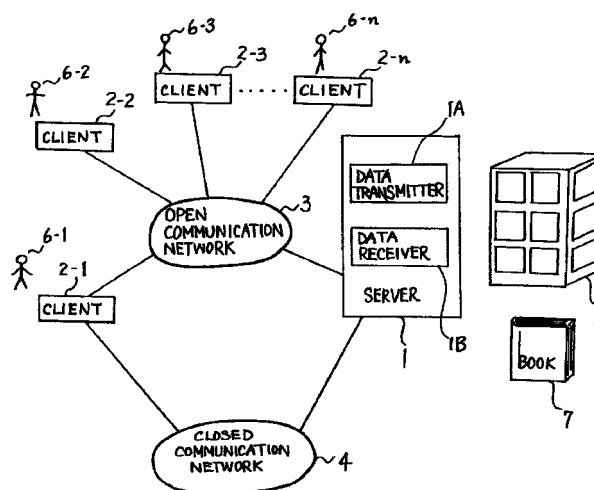 6-3
6-n
2-3
2-n
CLIENT ..... CLIENT
6-2
2-2
CLIENT
1A
DATA TRANSMITTER
3
OPEN
COMMUNICATION
NETWORK
DATA
RECEIVER
6-1
2-1
CLIENT
SERVER
1
1B
BOOK
7
CLOSED
COMMUNICATION
NETWORK
4